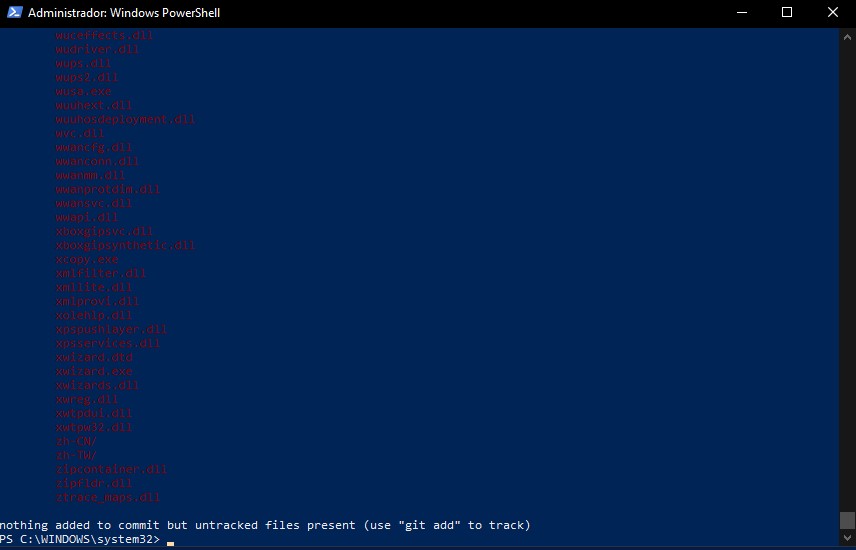 Administrador: Windows PowerShell
wuceffects.dll
wudriver.dll
wups.dll
wups2.dll
wusa.exe
wuuhext.dll
wuuhosdeployment.dll
wvc.dll
wwancfg.dll
wwanconn.dll
wwanmm.dll
wwanprotdim.dll
wwansvc.dll
wwapi.dll
xboxgipsvc.dll
xboxgipsynthetic.dll
xcopy.exe
xmlfilter.dll
xmllite.dll
xmlprovi.dll
xolehlp.dll
xpspushlayer.dll
xpsservices.dll
xwizard.dtd
xwizard.exe
xwizards.dll
xwreg.dll
xwtpdui.dll
xwtpw32.dll
zh-CN/
zh-TW/
zipcontainer.dll
zipfldr.dll
ztrace_maps.dll
nothing added to commit but untracked files present (use "git add" to track)
PS C:\WINDOWS\system32>